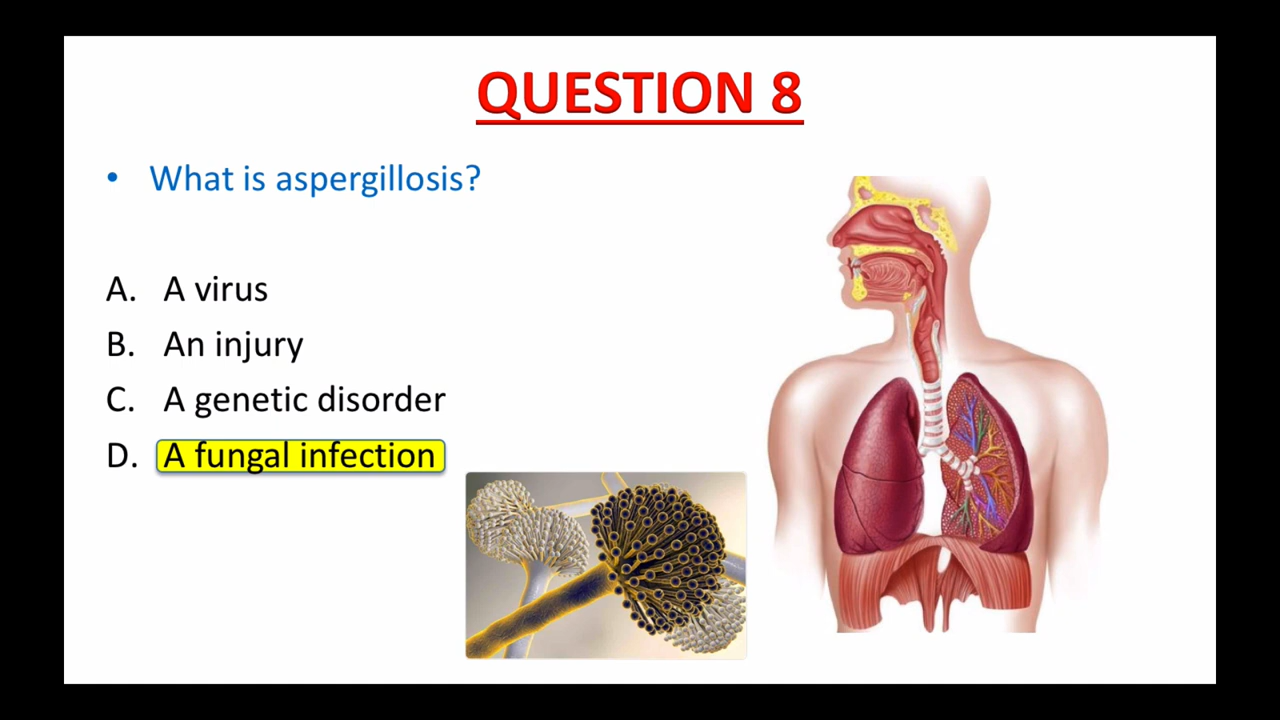 QUESTION 8
• What is aspergillosis?
A. A virus
B. An injury
C. A genetic disorder
D. A fungal infection